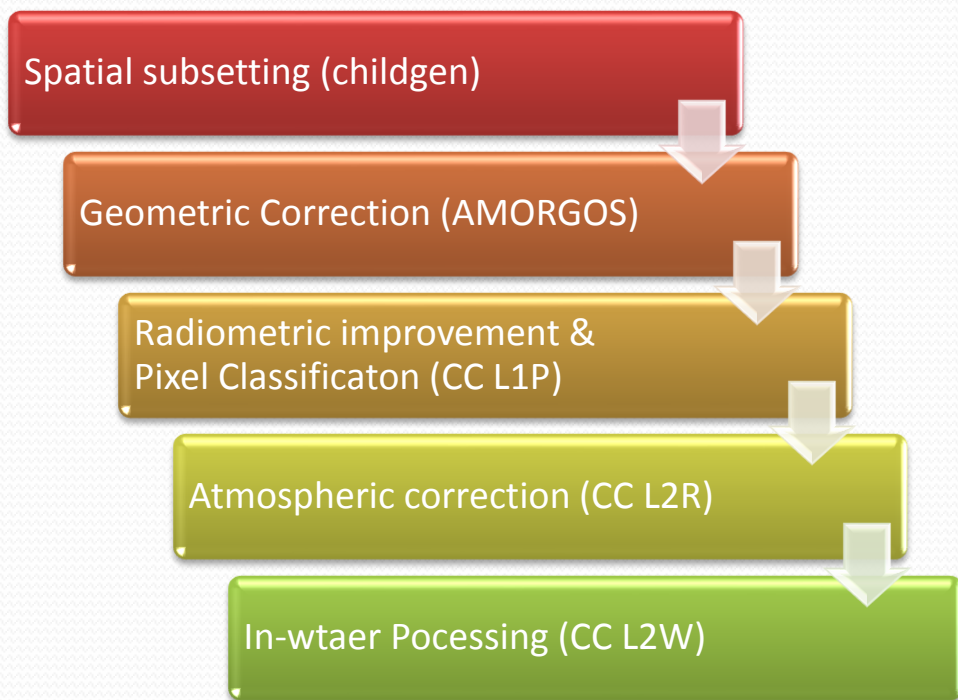 Spatial subsetting (childgen)
Geometric Correction (AMORGOS)
Radiometric improvement &
Pixel Classificaton (CC L1P)
Atmospheric correction (CC L2R)
In-wtaer Pocessing (CC L2W)